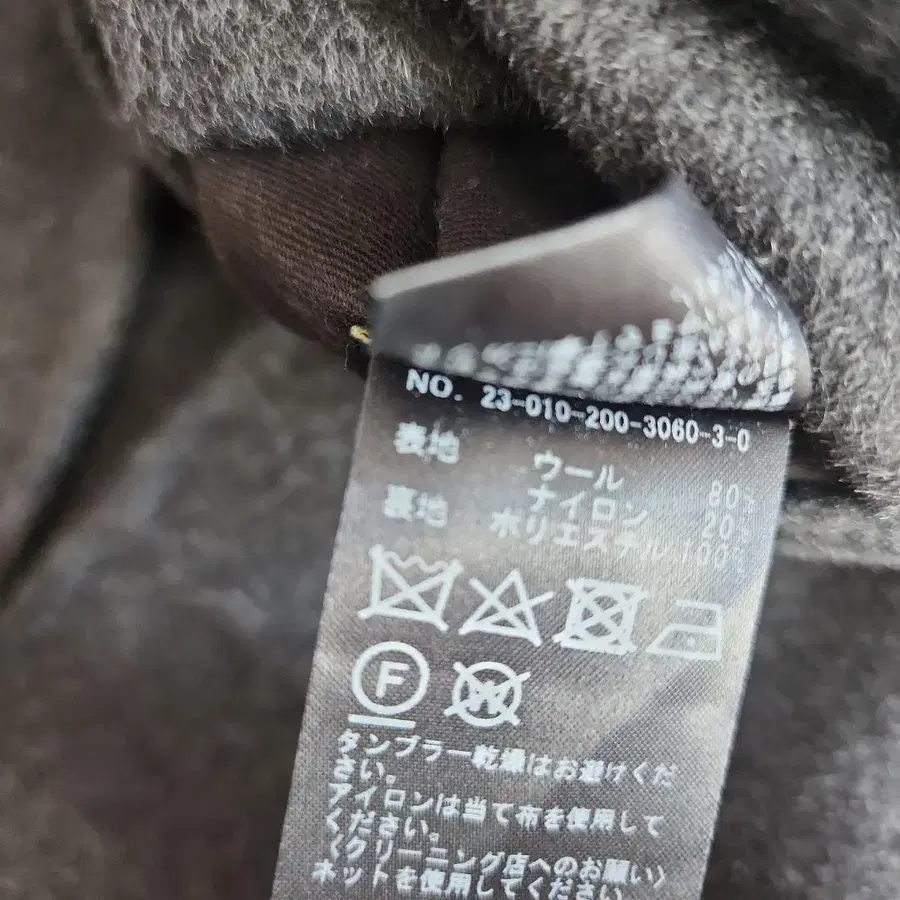 NO. 23-010-200-3060-3-0
表地 ウール 80%
ナイロン 20%
裏地 ポリエステル 100%
F
W
タンブラー乾燥はお避けくだ
さい。
アイロンは当て布を使用して
ください。
〈クリーニング店へのお願い〉
ネットを使用してください